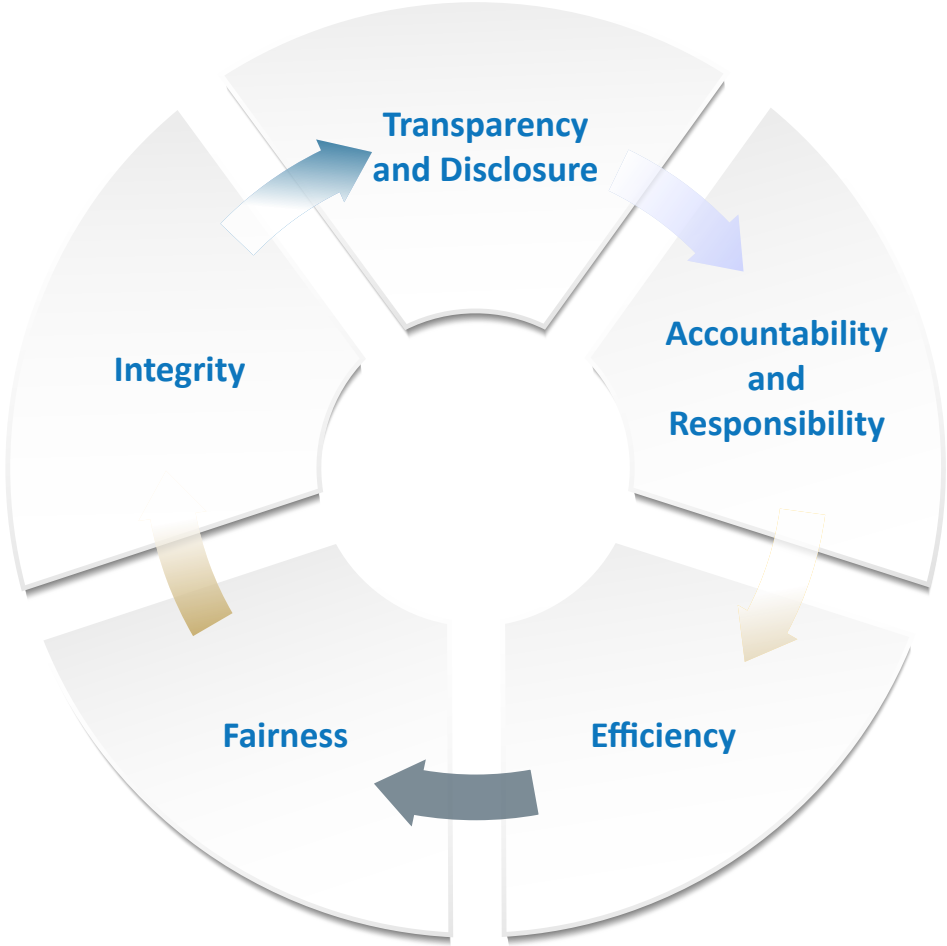 Transparency
and Disclosure
Accountability
and
Responsibility
Efficiency
Fairness
Integrity